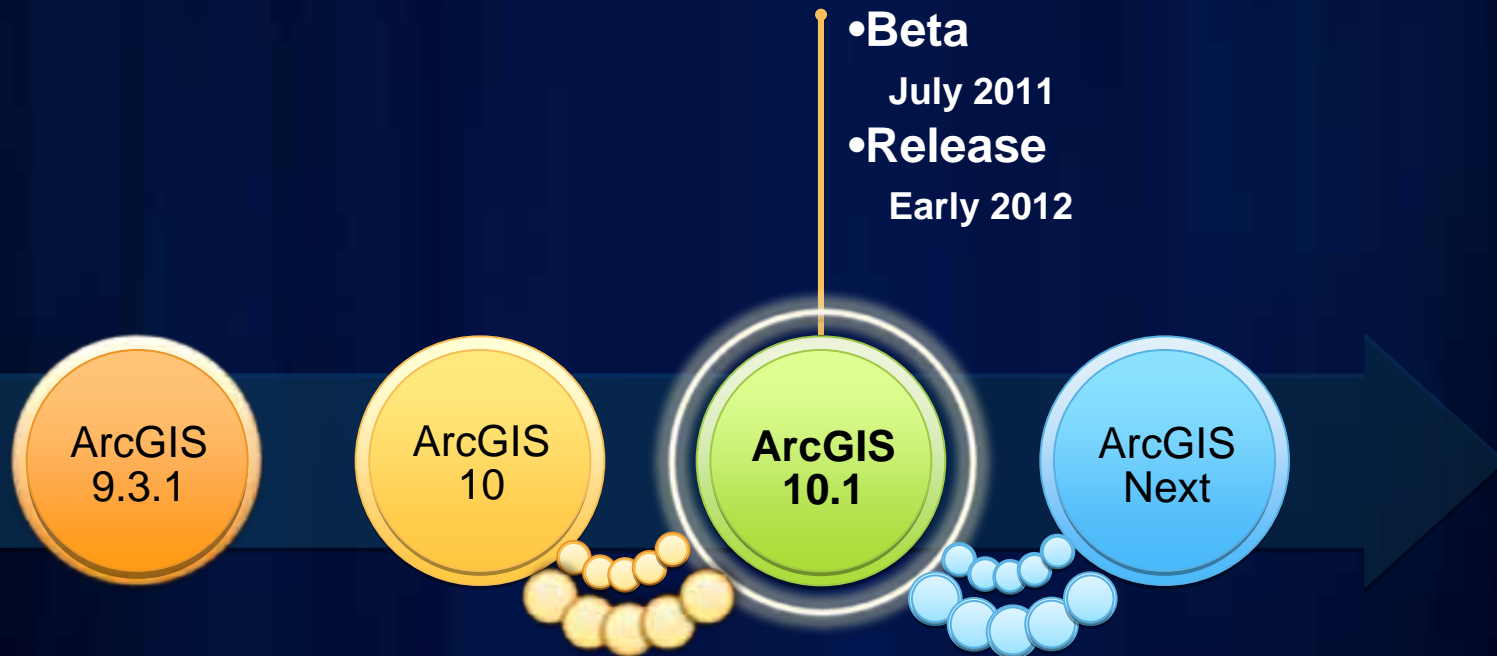 •Beta
July 2011
•Release
Early 2012
ArcGIS
9.3.1
ArcGIS
10
ArcGIS
10.1
ArcGIS
Next